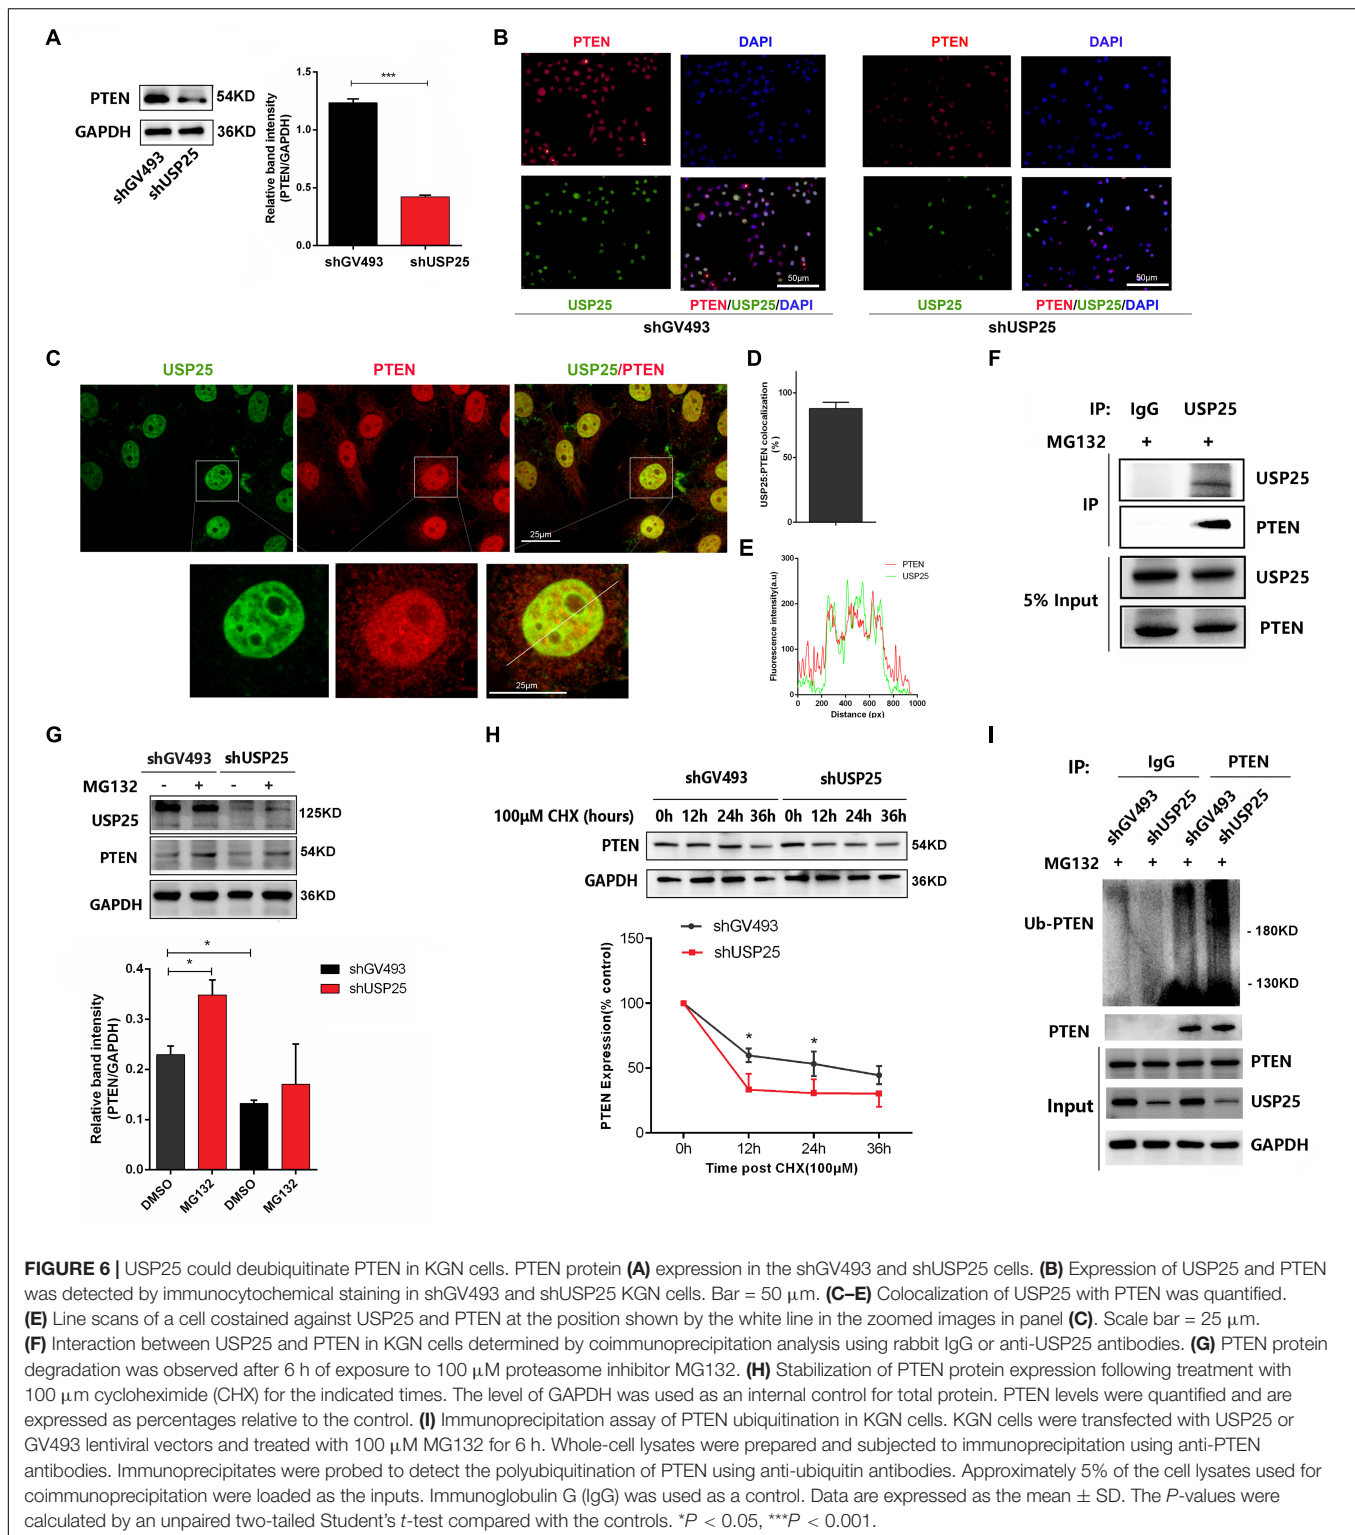 A
PTEN
54KD
GAPDH
36KD
shGV493
shUSP25
Relative band intensity
(PTEN/GAPDH)
1.5
1.0
0.5
0.0
***
shGV493
shUSP25
B
PTEN
DAPI
PTEN
DAPI
50μm
50μm
USP25
PTEN/USP25/DAPI
USP25
PTEN/USP25/DAPI
shGV493
shUSP25
C
USP25
PTEN
USP25/PTEN
25μm
25μm
D
USP25:PTEN colocalization
(%)
100
50
0
E
Fluorescence intensity(a.u)
300
200
100
0
PTEN
USP25
0 200 400 600 800 1000
Distance (px)
F
IP: IgG USP25
MG132 + +
IP
USP25
PTEN
5% Input
USP25
PTEN
G
shGV493 shUSP25
MG132 - + - +
USP25
125KD
PTEN
54KD
GAPDH
36KD
Relative band intensity
(PTEN/GAPDH)
0.4
0.3
0.2
0.1
0.0
*
*
shGV493
shUSP25
DMSO
MG132
DMSO
MG132
H
shGV493 shUSP25
100μM CHX (hours) 0h 12h 24h 36h 0h 12h 24h 36h
PTEN
54KD
GAPDH
36KD
PTEN Expression(% control)
150
100
50
0
shGV493
shUSP25
* *
0h 12h 24h 36h
Time post CHX(100μM)
I
IP: IgG PTEN
shGV493
shUSP25
shGV493
shUSP25
MG132 + + + +
Ub-PTEN
- 180KD
- 130KD
PTEN
Input
PTEN
USP25
GAPDH
FIGURE 6 | USP25 could deubiquitinate PTEN in KGN cells. PTEN protein (A) expression in the shGV493 and shUSP25 cells. (B) Expression of USP25 and PTEN
was detected by immunocytochemical staining in shGV493 and shUSP25 KGN cells. Bar = 50 μm. (C–E) Colocalization of USP25 with PTEN was quantified.
(E) Line scans of a cell costained against USP25 and PTEN at the position shown by the white line in the zoomed images in panel (C). Scale bar = 25 μm.
(F) Interaction between USP25 and PTEN in KGN cells determined by coimmunoprecipitation analysis using rabbit IgG or anti-USP25 antibodies. (G) PTEN protein
degradation was observed after 6 h of exposure to 100 μM proteasome inhibitor MG132. (H) Stabilization of PTEN protein expression following treatment with
100 μm cycloheximide (CHX) for the indicated times. The level of GAPDH was used as an internal control for total protein. PTEN levels were quantified and are
expressed as percentages relative to the control. (I) Immunoprecipitation assay of PTEN ubiquitination in KGN cells. KGN cells were transfected with USP25 or
GV493 lentiviral vectors and treated with 100 μM MG132 for 6 h. Whole-cell lysates were prepared and subjected to immunoprecipitation using anti-PTEN
antibodies. Immunoprecipitates were probed to detect the polyubiquitination of PTEN using anti-ubiquitin antibodies. Approximately 5% of the cell lysates used for
coimmunoprecipitation were loaded as the inputs. Immunoglobulin G (IgG) was used as a control. Data are expressed as the mean ± SD. The P-values were
calculated by an unpaired two-tailed Student's t-test compared with the controls. *P < 0.05, ***P < 0.001.